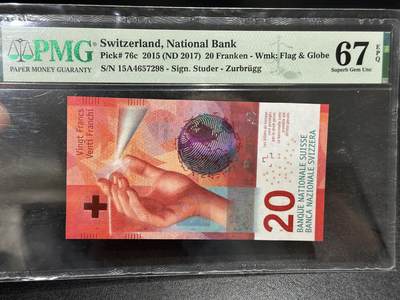 PMG
PAPER MONEY GUARANTY
Switzerland, National Bank
Pick# 76c 2015 (ND 2017) 20 Franken - Wmk: Flag & Globe
S/N 15A4657298 - Sign. Studer - Zurbrügg
67
EPQ
Superb Gem Unc
Vingt Francs
Venti Franchi
20
BANQUE NATIONALE SUISSE
BANCA NAZIONALE SVIZZERA